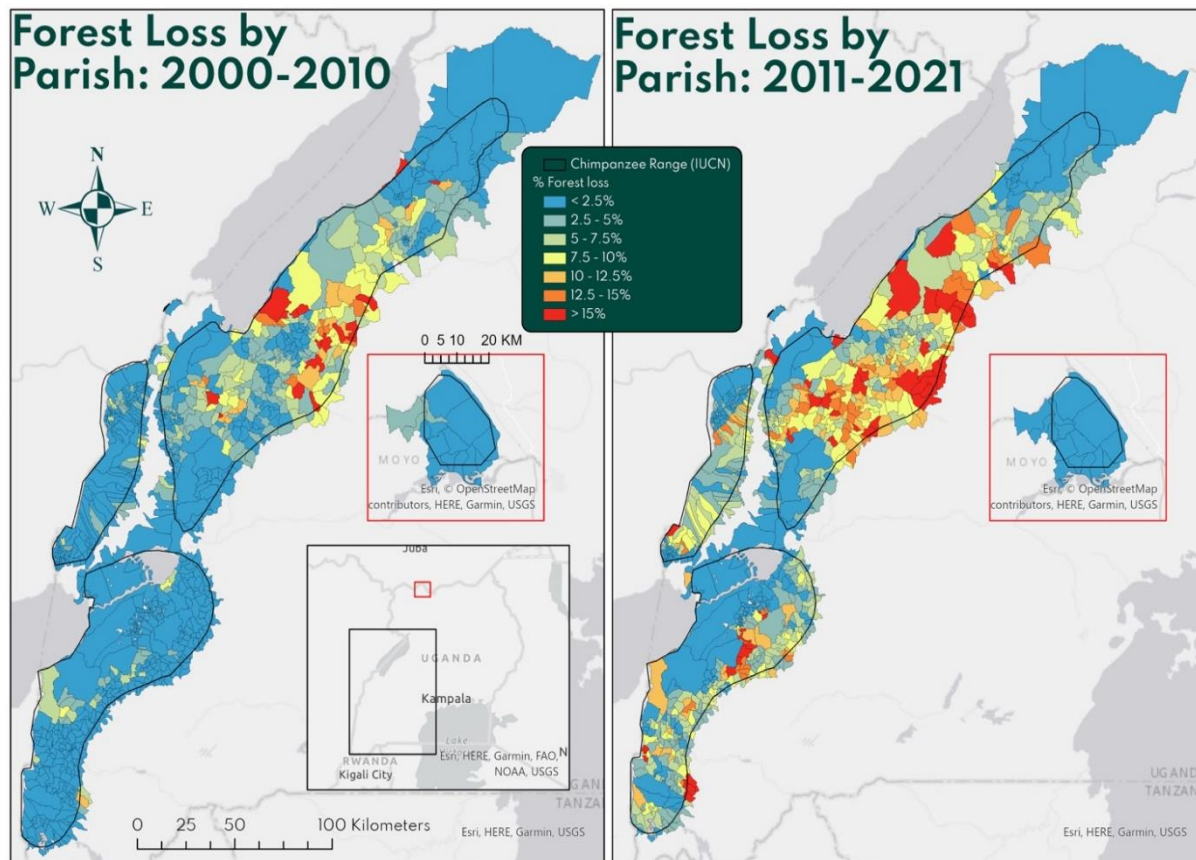 Forest Loss by
Parish: 2000-2010
N
W
E
S
Forest Loss by
Parish: 2011-2021
Chimpanzee Range (IUCN)
% Forest loss
< 2.5%
2.5 - 5%
5 - 7.5%
7.5 - 10%
10 - 12.5%
12.5 - 15%
> 15%
0 5 10 20 KM
MOYO
Esri, © OpenStreetMap
contributors, HERE, Garmin, USGS
MOYO
Esri, © OpenStreetMap
contributors, HERE, Garmin, USGS
Juba
UGANDA
Kampala
Lake
RWANDA
Kigali City
Esri, HERE, Garmin, FAO,
NOAA, USGS
N
0 25 50 100 Kilometers
UGANDA
TANZAN
Esri, HERE, Garmin, USGS
UGAN
TANZAN
Esri, HERE, Garmin, USGS